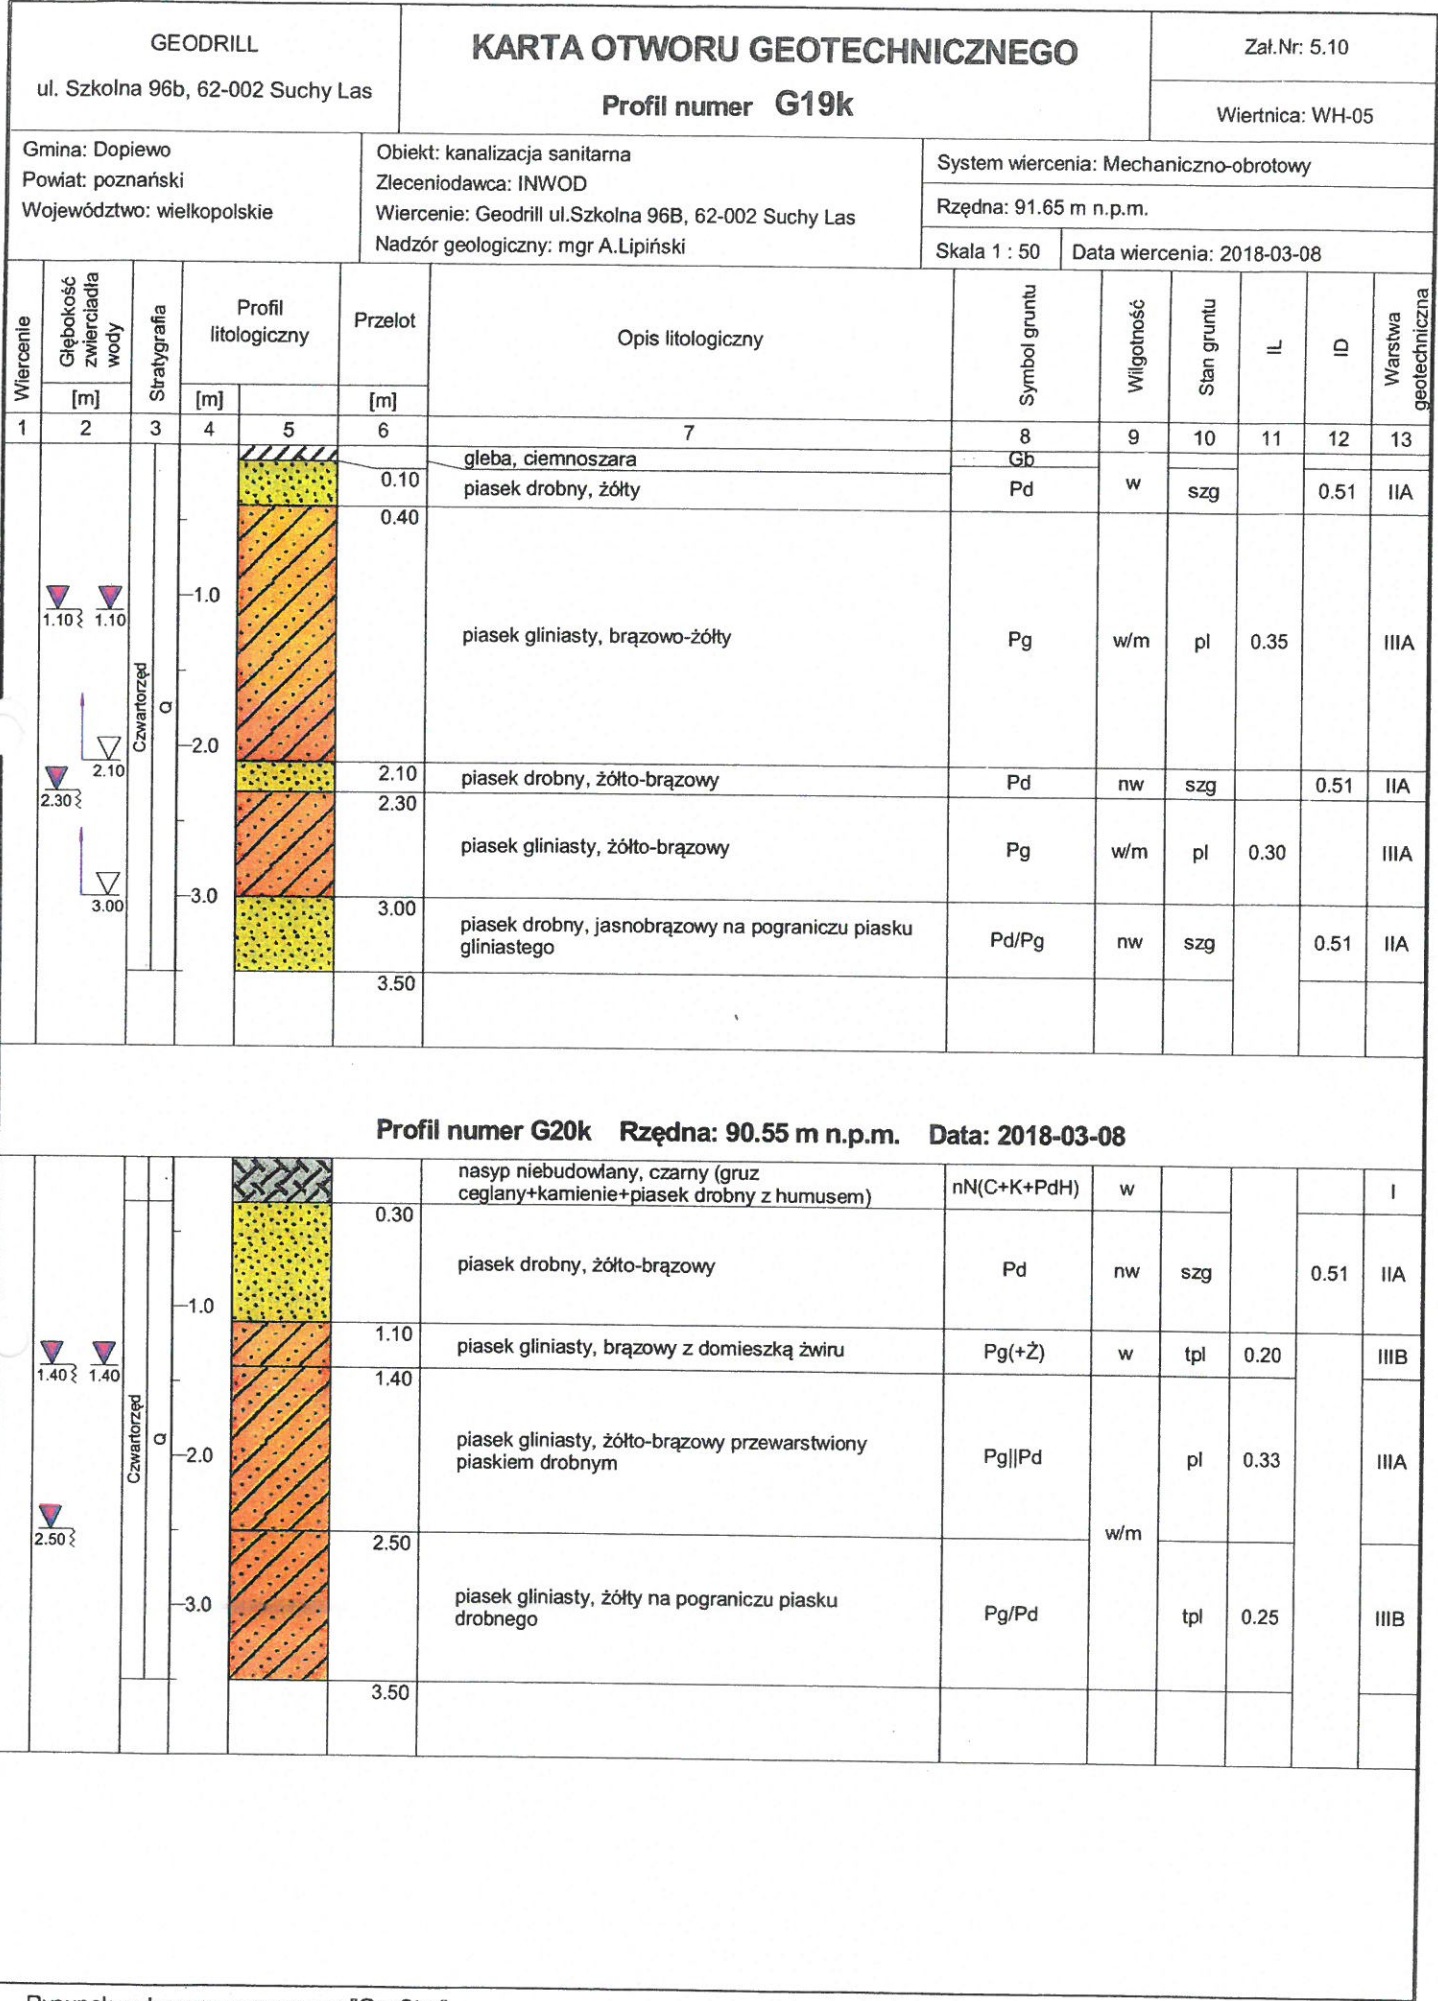 GEODRILL
ul. Szkolna 96b, 62-002 Suchy Las
KARTA OTWORU GEOTECHNICZNEGO
Profil numer G19k
Zał.Nr: 5.10
Wiertnica: WH-05
Gmina: Dopiewo
Powiat: poznański
Województwo: wielkopolskie
Obiekt: kanalizacja sanitarna
Zleceniodawca: INWOD
Wiercenie: Geodrill ul.Szkolna 96B, 62-002 Suchy Las
Nadzór geologiczny: mgr A.Lipiński
System wiercenia: Mechaniczno-obrotowy
Rzędna: 91.65 m n.p.m.
Skala 1 : 50 Data wiercenia: 2018-03-08
Wiercenie
Głębokość zwierciadła wody
[m]
Stratygrafia
Profil litologiczny
[m]
Przelot
[m]
Opis litologiczny
Symbol gruntu
Wilgotność
Stan gruntu
IL
ID
Warstwa geotechniczna
1 2 3 4 5 6 7 8 9 10 11 12 13
gleba, ciemnoszara Gb
0.10 piasek drobny, żółty Pd w szg 0.51 IIA
0.40
1.0
1.10 1.10
piasek gliniasty, brązowo-żółty Pg w/m pl 0.35 IIIA
Czwartorzęd
Q
2.0
2.10
2.10 piasek drobny, żółto-brązowy Pd nw szg 0.51 IIA
2.30
2.30
piasek gliniasty, żółto-brązowy Pg w/m pl 0.30 IIIA
3.0
3.00
3.00
piasek drobny, jasnobrązowy na pograniczu piasku
gliniastego Pd/Pg nw szg 0.51 IIA
3.50
Profil numer G20k Rzędna: 90.55 m n.p.m. Data: 2018-03-08
nasyp niebudowlany, czarny (gruz
ceglany+kamienie+piasek drobny z humusem) nN(C+K+PdH) w I
0.30
piasek drobny, żółto-brązowy Pd nw szg 0.51 IIA
1.0
1.10
piasek gliniasty, brązowy z domieszką żwiru Pg(+Ż) w tpl 0.20 IIIB
1.40 1.40
1.40
Czwartorzęd
Q
2.0
piasek gliniasty, żółto-brązowy przewarstwiony
piaskiem drobnym Pg||Pd pl 0.33 IIIA
2.50
2.50
w/m
3.0
piasek gliniasty, żółty na pograniczu piasku
drobnego Pg/Pd tpl 0.25 IIIB
3.50